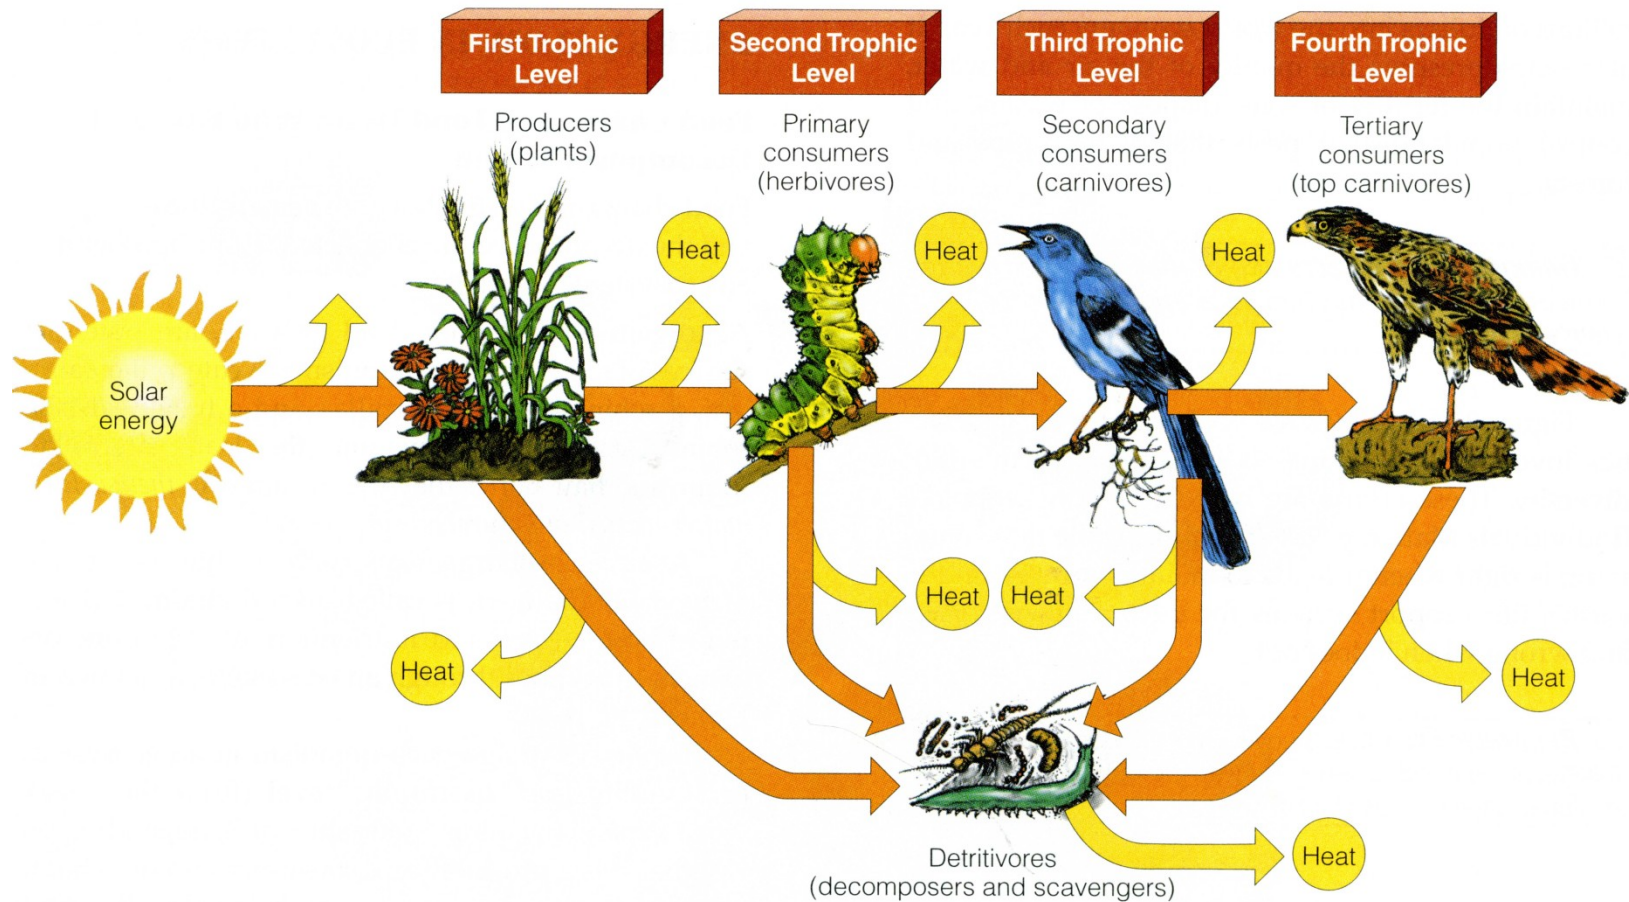 First Trophic
Level
Second Trophic
Level
Third Trophic
Level
Fourth Trophic
Level
Producers
(plants)
Primary
consumers
(herbivores)
Secondary
consumers
(carnivores)
Tertiary
consumers
(top carnivores)
Heat
Heat
Heat
Solar
energy
Heat
Heat
Heat
Heat
Heat
Detritivores
(decomposers and scavengers)